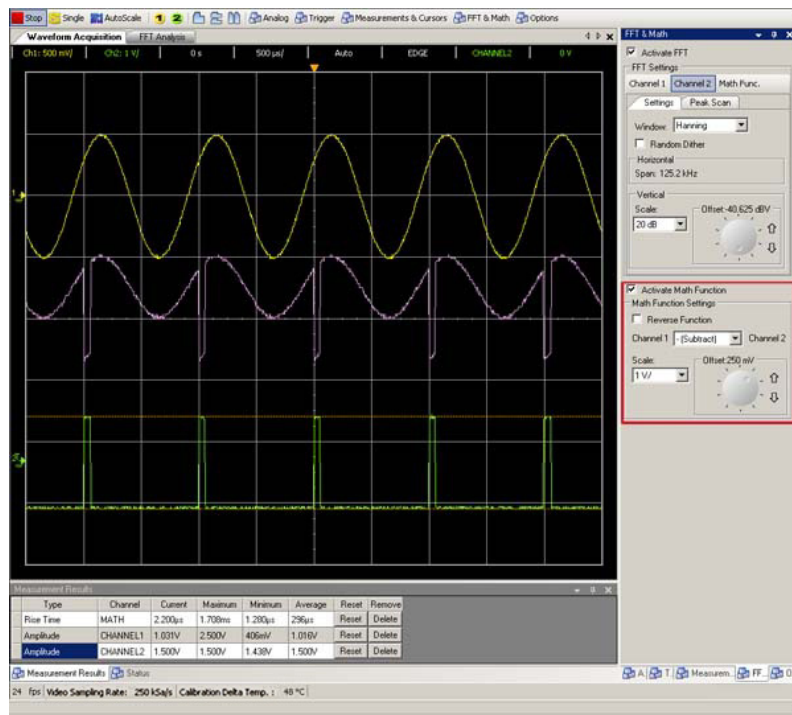 Stop Single AutoScale 1 2 Analog Trigger Measurements & Cursors FFT & Math Options
Waveform Acquisition FFT Analysis
Ch1: 500 mV/ Ch2: 1 V/ 0 s 500 µs/ Auto EDGE CHANNEL2 0 V
FFT & Math
Activate FFT
FFT Settings
Channel 1 Channel 2 Math Func.
Settings Peak Scan
Window: Hanning
Random Dither
Horizontal
Span: 125.2 kHz
Vertical
Scale: Offset:-40.625 dBV
20 dB
Activate Math Function
Math Function Settings
Reverse Function
Channel 1 - (Subtract) Channel 2
Scale: Offset:250 mV
1 V/
Measurement Results
Type Channel Current Maximum Minimum Average Reset Remove
Rise Time MATH 2.200µs 1.708ms 1.280µs 296µs Reset Delete
Amplitude CHANNEL1 1.031V 2.500V 406mV 1.016V Reset Delete
Amplitude CHANNEL2 1.500V 1.500V 1.438V 1.500V Reset Delete
Measurement Results Status
A T. Measurem.. FF.. O
24 fps Video Sampling Rate: 250 kSa/s Calibration Delta Temp. : 48 °C